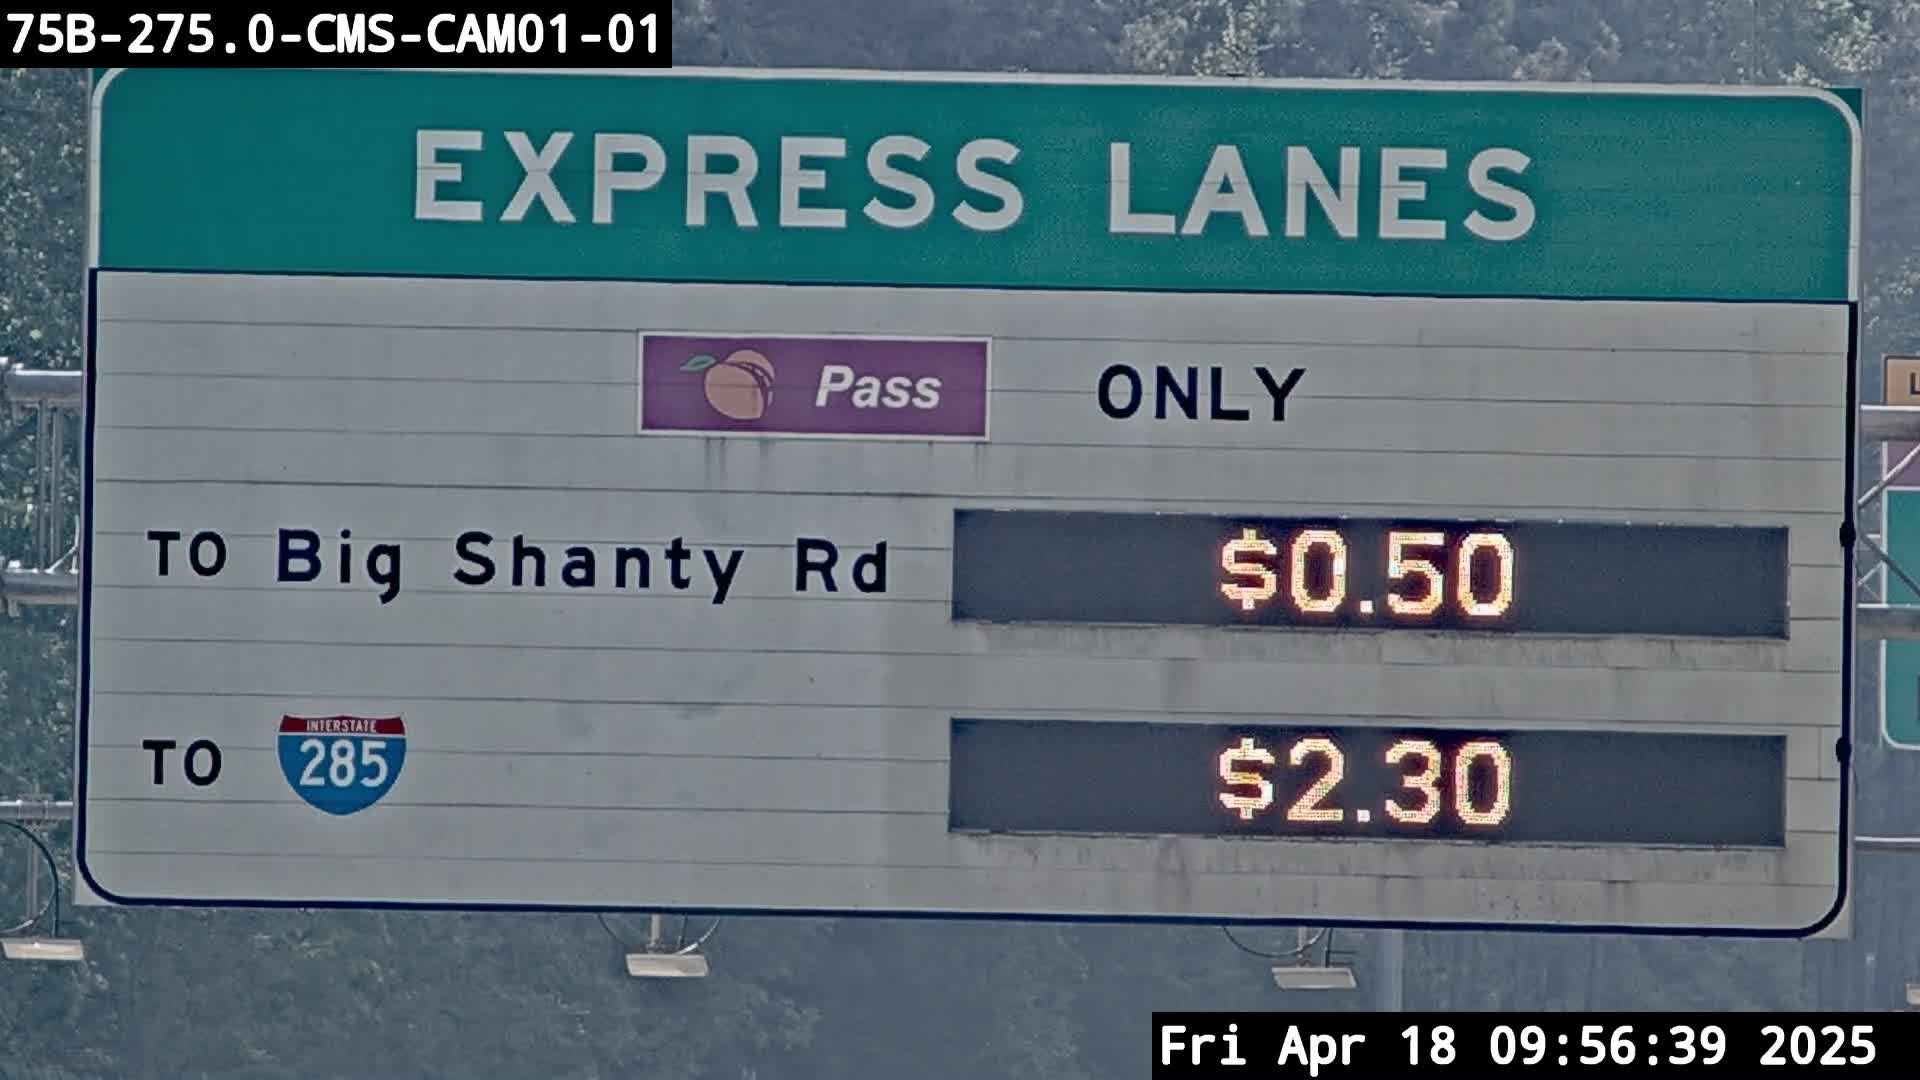 75B-275.0-CMS-CAM01-01
EXPRESS LANES
Pass ONLY
TO Big Shanty Rd $0.50
TO INTERSTATE 285 $2.30
Fri Apr 18 09:56:39 2025